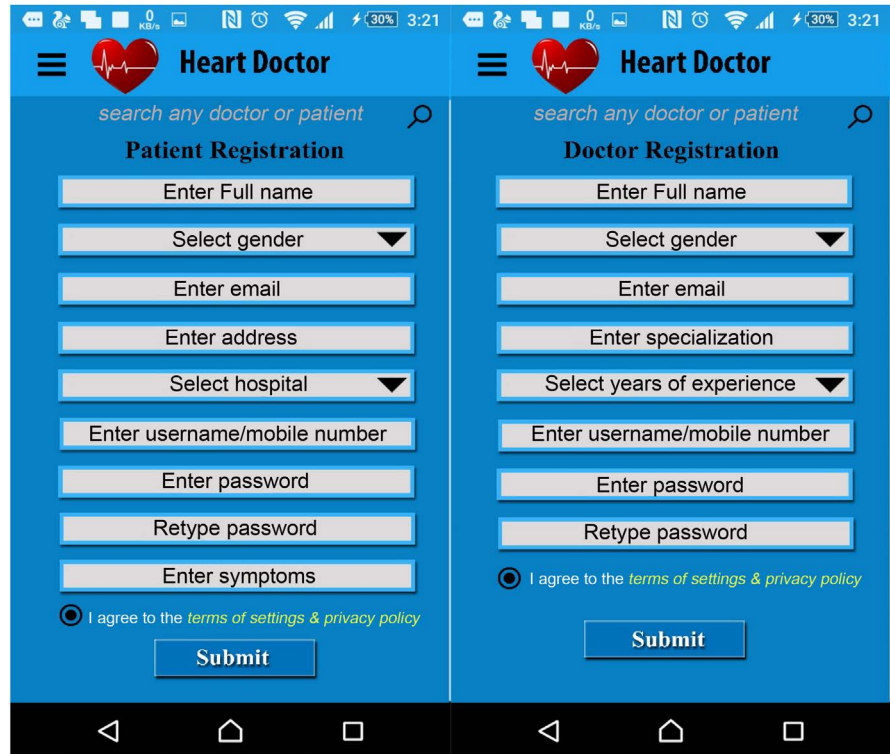 0 KB/s 30% 3:21
Heart Doctor
search any doctor or patient
Patient Registration
Enter Full name
Select gender
Enter email
Enter address
Select hospital
Enter username/mobile number
Enter password
Retype password
Enter symptoms
I agree to the terms of settings & privacy policy
Submit
0 KB/s 30% 3:21
Heart Doctor
search any doctor or patient
Doctor Registration
Enter Full name
Select gender
Enter email
Enter specialization
Select years of experience
Enter username/mobile number
Enter password
Retype password
I agree to the terms of settings & privacy policy
Submit